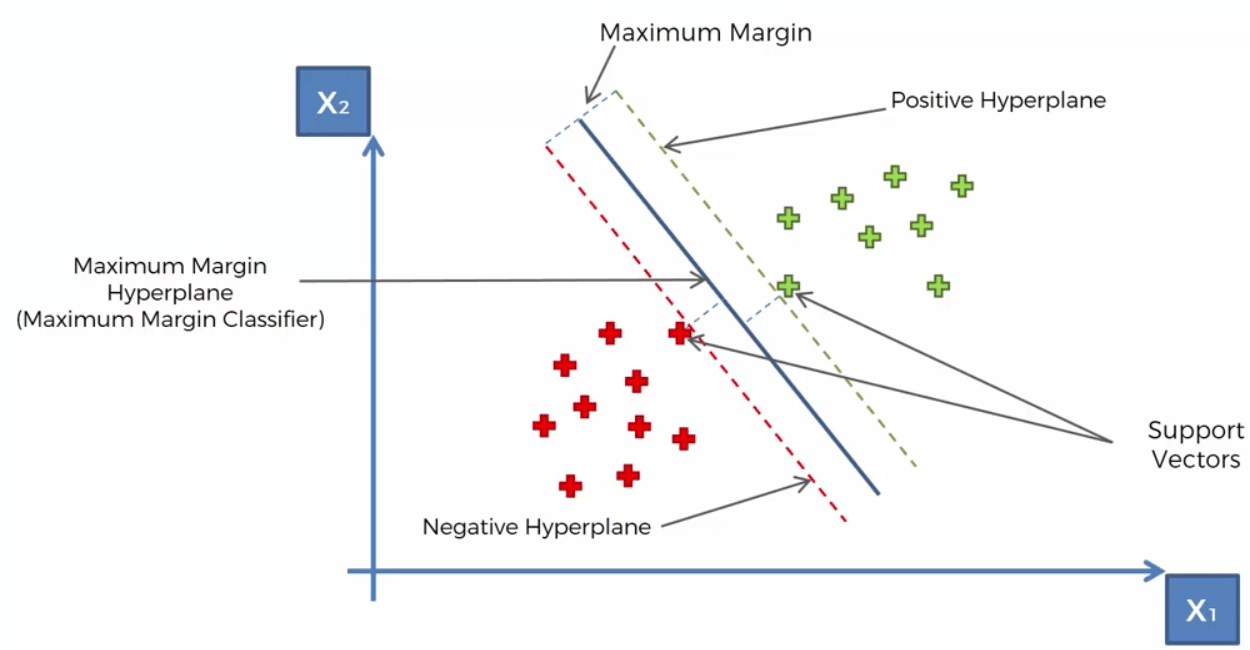 Maximum Margin
X₂
Positive Hyperplane
Maximum Margin
Hyperplane
(Maximum Margin Classifier)
Support
Vectors
Negative Hyperplane
X₁